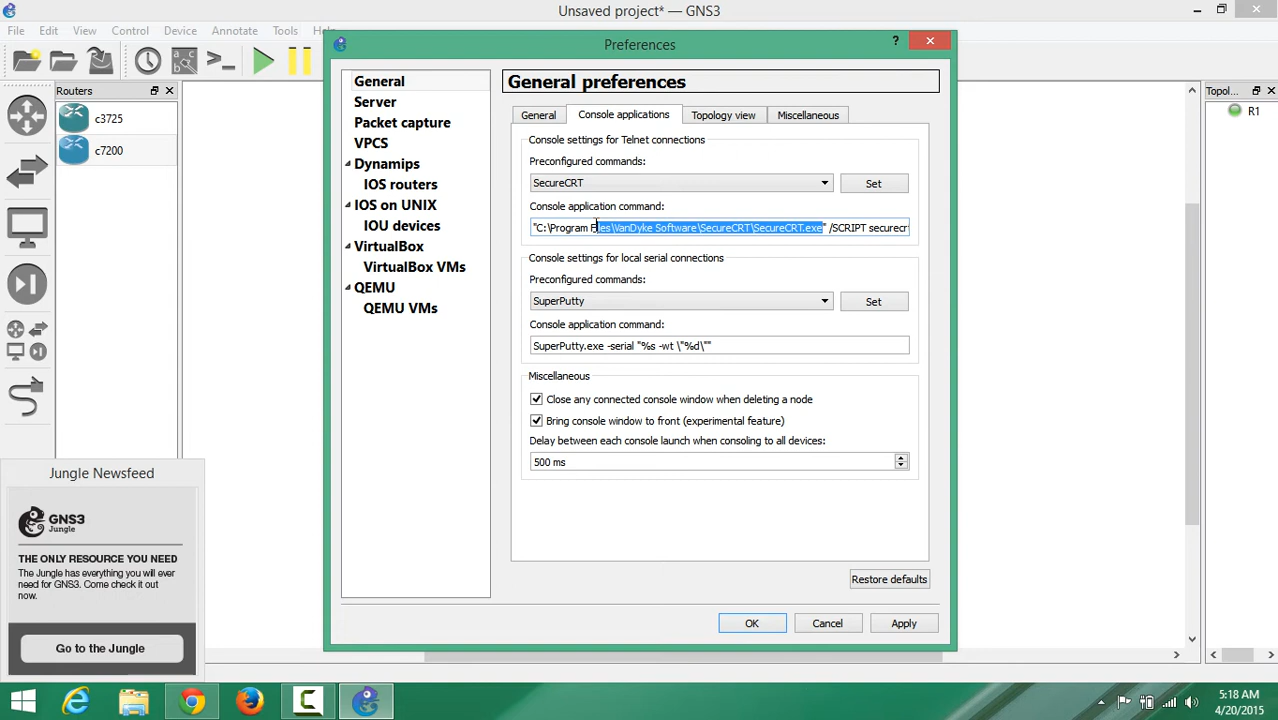 Unsaved project* — GNS3
File Edit View Control Device Annotate Tools Help
Preferences
?
Routers
c3725
c7200
General
Server
Packet capture
VPCS
Dynamips
IOS routers
IOS on UNIX
IOU devices
VirtualBox
VirtualBox VMs
QEMU
QEMU VMs
General preferences
General Console applications Topology view Miscellaneous
Console settings for Telnet connections
Preconfigured commands:
SecureCRT Set
Console application command:
"C:\Program Files\VanDyke Software\SecureCRT\SecureCRT.exe" /SCRIPT securecr
Console settings for local serial connections
Preconfigured commands:
SuperPutty Set
Console application command:
SuperPutty.exe -serial "%s -wt \"%d\""
Miscellaneous
Close any connected console window when deleting a node
Bring console window to front (experimental feature)
Delay between each console launch when consoling to all devices:
500 ms
Restore defaults
OK Cancel Apply
Topol...
R1
Jungle Newsfeed
GNS3
Jungle
THE ONLY RESOURCE YOU NEED
The Jungle has everything you will ever
need for GNS3. Come check it out
now.
Go to the Jungle
5:18 AM
4/20/2015